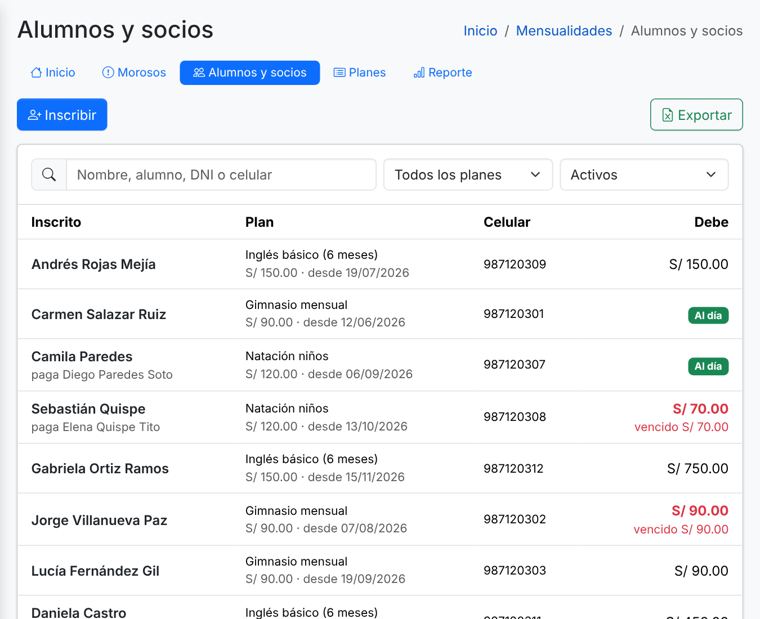 Alumnos y socios
Inicio / Mensualidades / Alumnos y socios
Inicio Morosos Alumnos y socios Planes Reporte
Inscribir Exportar
Nombre, alumno, DNI o celular Todos los planes Activos
Inscrito Plan Celular Debe
Andrés Rojas Mejía Inglés básico (6 meses) 987120309 S/ 150.00
S/ 150.00 · desde 19/07/2026
Carmen Salazar Ruiz Gimnasio mensual 987120301 Al día
S/ 90.00 · desde 12/06/2026
Camila Paredes Natación niños 987120307 Al día
paga Diego Paredes Soto S/ 120.00 · desde 06/09/2026
Sebastián Quispe Natación niños 987120308 S/ 70.00
paga Elena Quispe Tito S/ 120.00 · desde 13/10/2026 vencido S/ 70.00
Gabriela Ortiz Ramos Inglés básico (6 meses) 987120312 S/ 750.00
S/ 150.00 · desde 15/11/2026
Jorge Villanueva Paz Gimnasio mensual 987120302 S/ 90.00
S/ 90.00 · desde 07/08/2026 vencido S/ 90.00
Lucía Fernández Gil Gimnasio mensual 987120303 S/ 90.00
S/ 90.00 · desde 19/09/2026
Daniela Castro Inglés básico (6 meses)